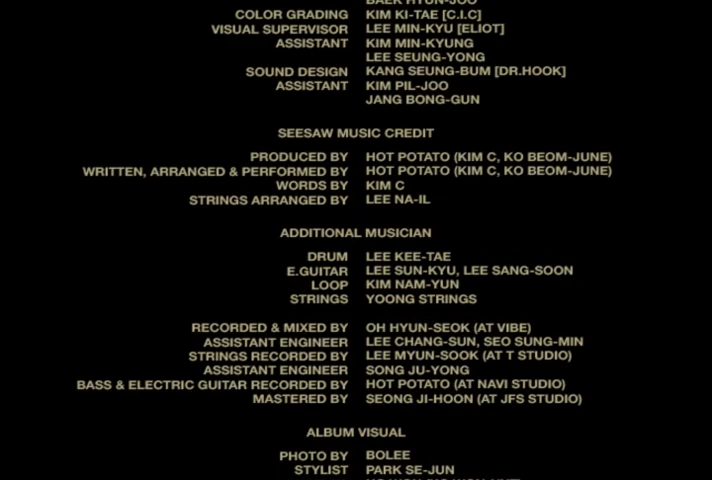 BAEK HYUN-JOO
COLOR GRADING KIM KI-TAE [C.I.C]
VISUAL SUPERVISOR LEE MIN-KYU [ELIOT]
ASSISTANT KIM MIN-KYUNG
LEE SEUNG-YONG
SOUND DESIGN KANG SEUNG-BUM [DR.HOOK]
ASSISTANT KIM PIL-JOO
JANG BONG-GUN
SEESAW MUSIC CREDIT
PRODUCED BY HOT POTATO (KIM C, KO BEOM-JUNE)
WRITTEN, ARRANGED & PERFORMED BY HOT POTATO (KIM C, KO BEOM-JUNE)
WORDS BY KIM C
STRINGS ARRANGED BY LEE NA-IL
ADDITIONAL MUSICIAN
DRUM LEE KEE-TAE
E.GUITAR LEE SUN-KYU, LEE SANG-SOON
LOOP KIM NAM-YUN
STRINGS YOONG STRINGS
RECORDED & MIXED BY OH HYUN-SEOK (AT VIBE)
ASSISTANT ENGINEER LEE CHANG-SUN, SEO SUNG-MIN
STRINGS RECORDED BY LEE MYUN-SOOK (AT T STUDIO)
ASSISTANT ENGINEER SONG JU-YONG
BASS & ELECTRIC GUITAR RECORDED BY HOT POTATO (AT NAVI STUDIO)
MASTERED BY SEONG JI-HOON (AT JFS STUDIO)
ALBUM VISUAL
PHOTO BY BOLEE
STYLIST PARK SE-JUN